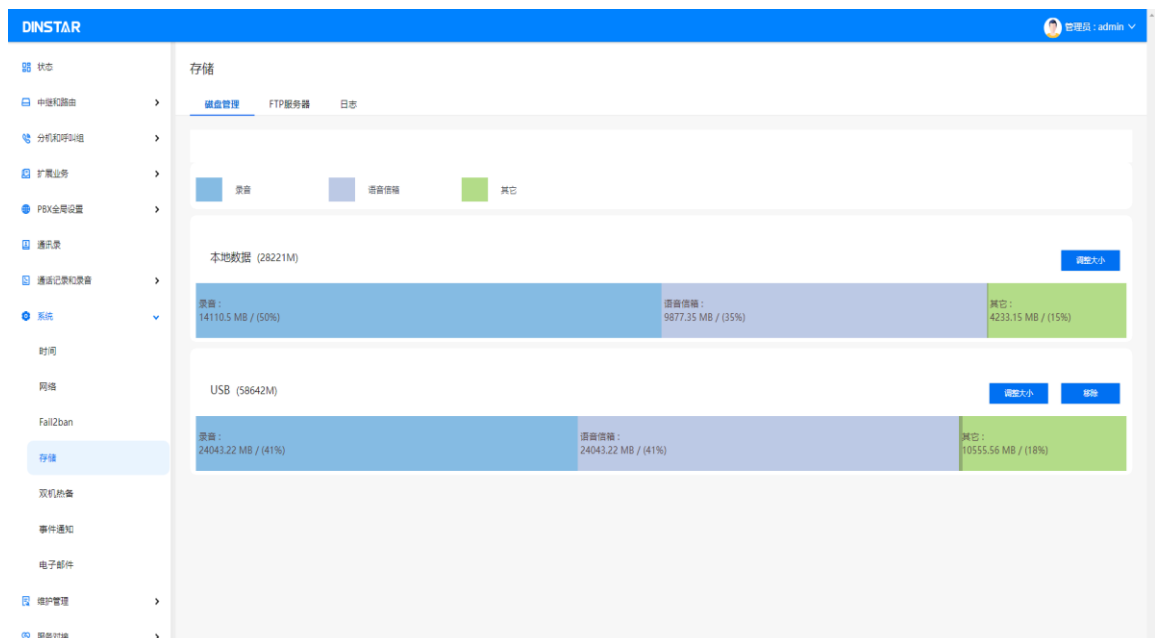 DINSTAR
管理员 : admin
状态
中继和路由
分机和呼叫组
扩展业务
PBX全局设置
通讯录
通话记录和录音
系统
时间
网络
Fail2ban
存储
双机热备
事件通知
电子邮件
维护管理
服务对接
存储
磁盘管理 FTP服务器 日志
录音 语音信箱 其它
本地数据 (28221M) 调整大小
录音 : 语音信箱 : 其它 :
14110.5 MB / (50%) 9877.35 MB / (35%) 4233.15 MB / (15%)
USB (58642M) 调整大小 移除
录音 : 语音信箱 : 其它 :
24043.22 MB / (41%) 24043.22 MB / (41%) 10555.56 MB / (18%)